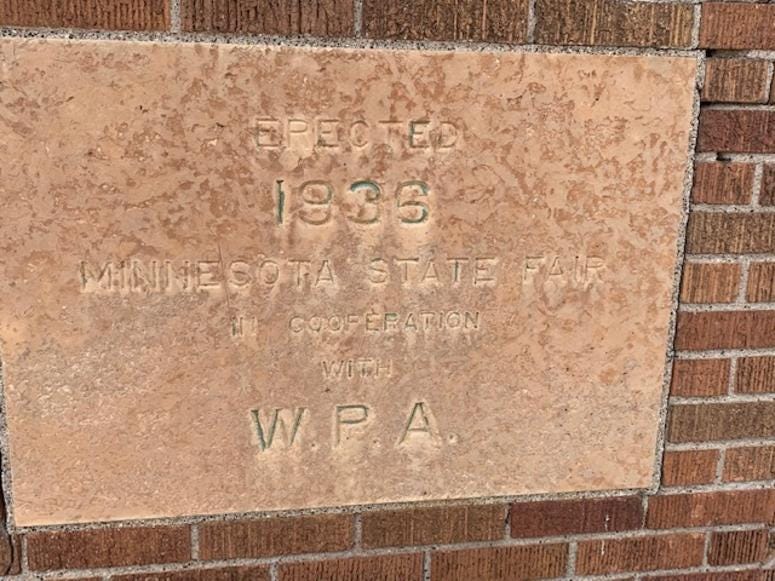 ERECTED
1936
MINNESOTA STATE FAIR
IN COOPERATION
WITH
W.P.A.